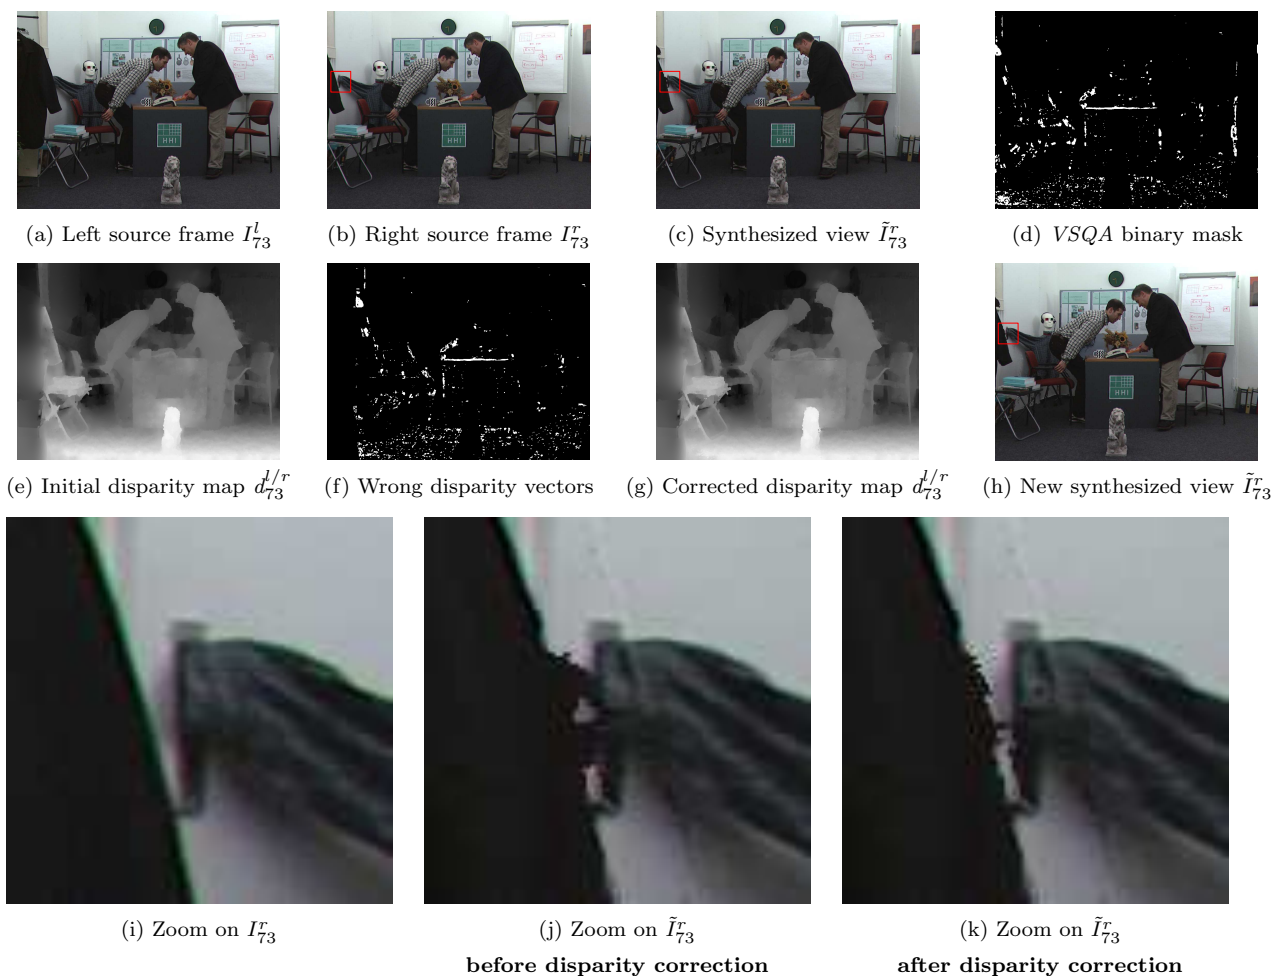 HHI
HHI
HHI
(a) Left source frame I^l_73
(b) Right source frame I^r_73
(c) Synthesized view Ĩ^r_73
(d) VSQA binary mask
HHI
(e) Initial disparity map d^{l/r}_73
(f) Wrong disparity vectors
(g) Corrected disparity map d^{l/r}_73
(h) New synthesized view Ĩ^r_73
(i) Zoom on I^r_73
(j) Zoom on Ĩ^r_73
before disparity correction
(k) Zoom on Ĩ^r_73
after disparity correction